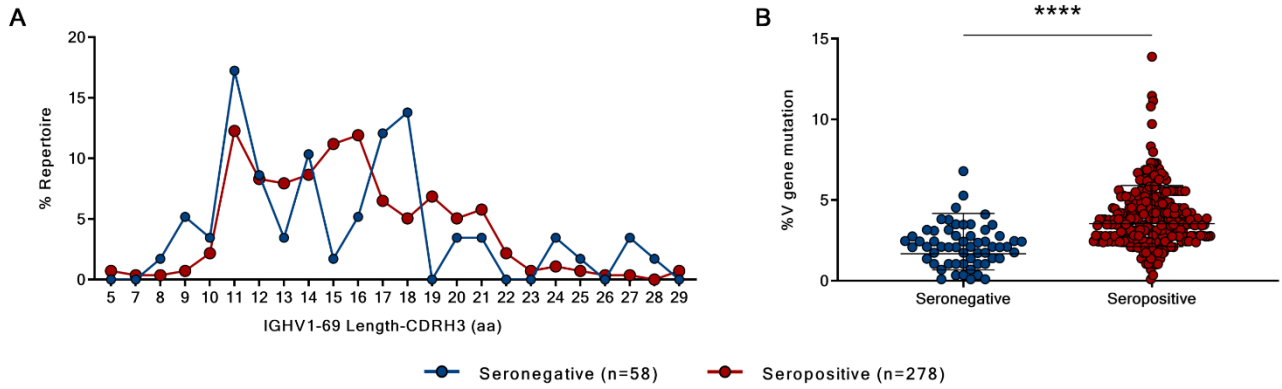 A
B
****
20
15
10
5
0
% Repertoire
5 7 8 9 10 11 12 13 14 15 16 17 18 19 20 21 22 23 24 25 26 27 28 29
IGHV1-69 Length-CDRH3 (aa)
15
10
5
0
%V gene mutation
Seronegative Seropositive
Seronegative (n=58) Seropositive (n=278)